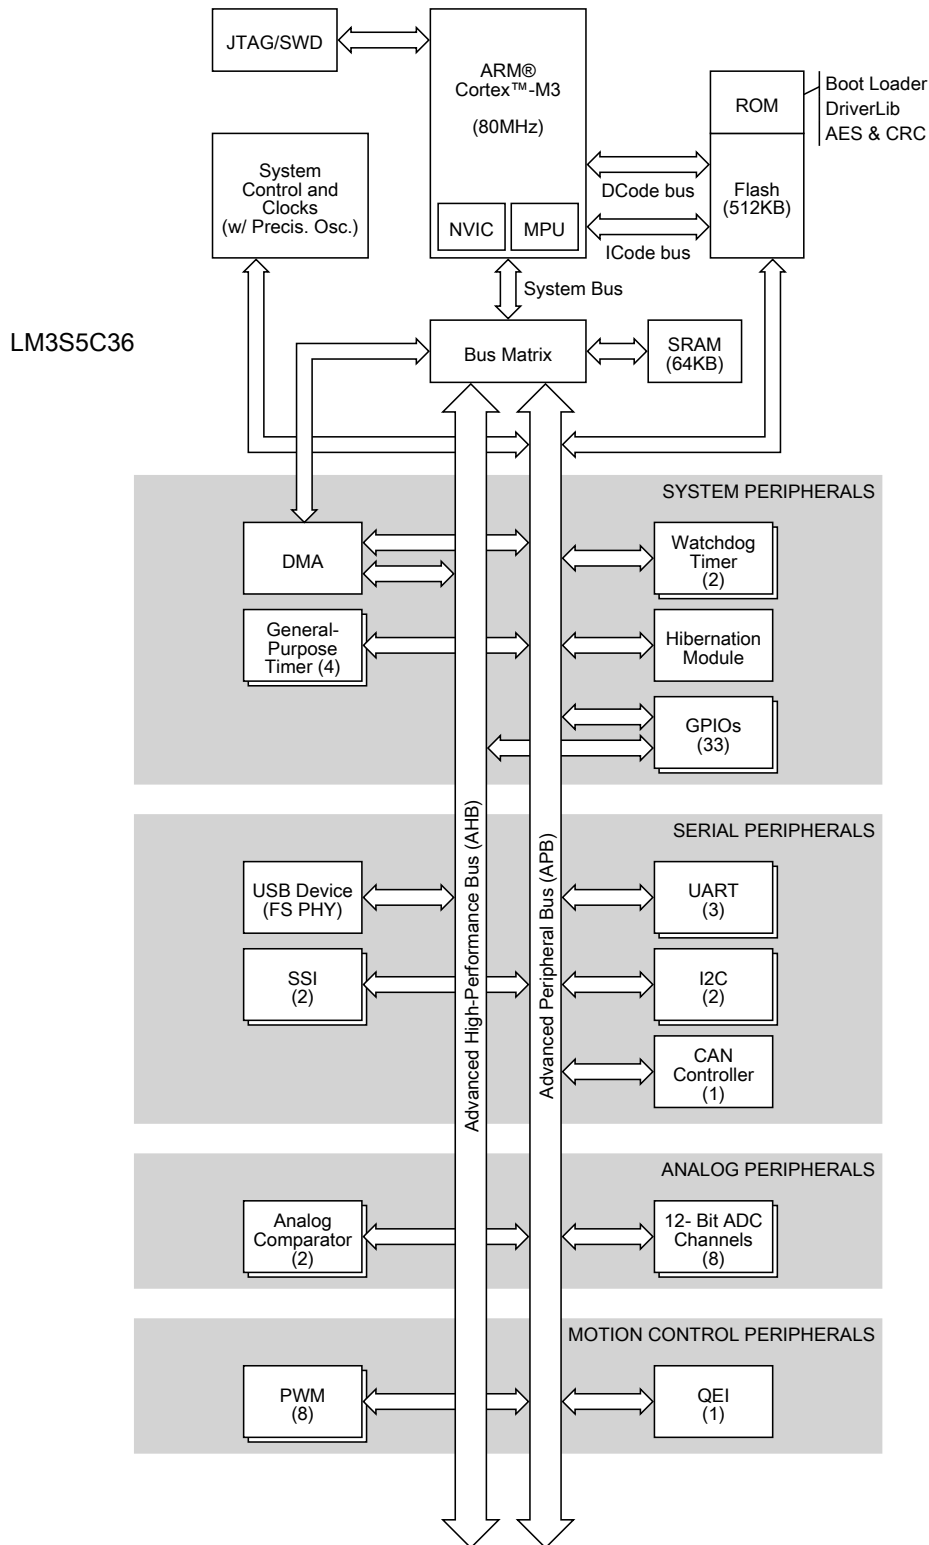 JTAG/SWD
ARM®
Cortex™-M3
(80MHz)
NVIC
MPU
ROM
Boot Loader
DriverLib
AES & CRC
Flash
(512KB)
DCode bus
ICode bus
System
Control and
Clocks
(w/ Precis. Osc.)
System Bus
LM3S5C36
Bus Matrix
SRAM
(64KB)
SYSTEM PERIPHERALS
DMA
Watchdog
Timer
(2)
General-
Purpose
Timer (4)
Hibernation
Module
GPIOs
(33)
Advanced High-Performance Bus (AHB)
Advanced Peripheral Bus (APB)
SERIAL PERIPHERALS
USB Device
(FS PHY)
UART
(3)
SSI
(2)
I2C
(2)
CAN
Controller
(1)
ANALOG PERIPHERALS
Analog
Comparator
(2)
12- Bit ADC
Channels
(8)
MOTION CONTROL PERIPHERALS
PWM
(8)
QEI
(1)